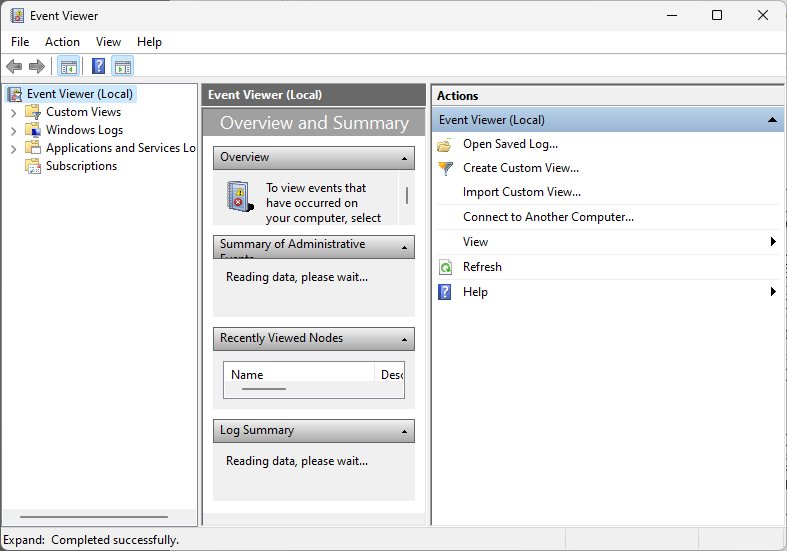 Event Viewer
File Action View Help
Event Viewer (Local)
Custom Views
Windows Logs
Applications and Services Lo
Subscriptions
Event Viewer (Local)
Overview and Summary
Overview
To view events that
have occurred on
your computer, select
Summary of Administrative
Events
Reading data, please wait...
Recently Viewed Nodes
Name Desc
Log Summary
Reading data, please wait...
Actions
Event Viewer (Local)
Open Saved Log...
Create Custom View...
Import Custom View...
Connect to Another Computer...
View
Refresh
Help
Expand: Completed successfully.